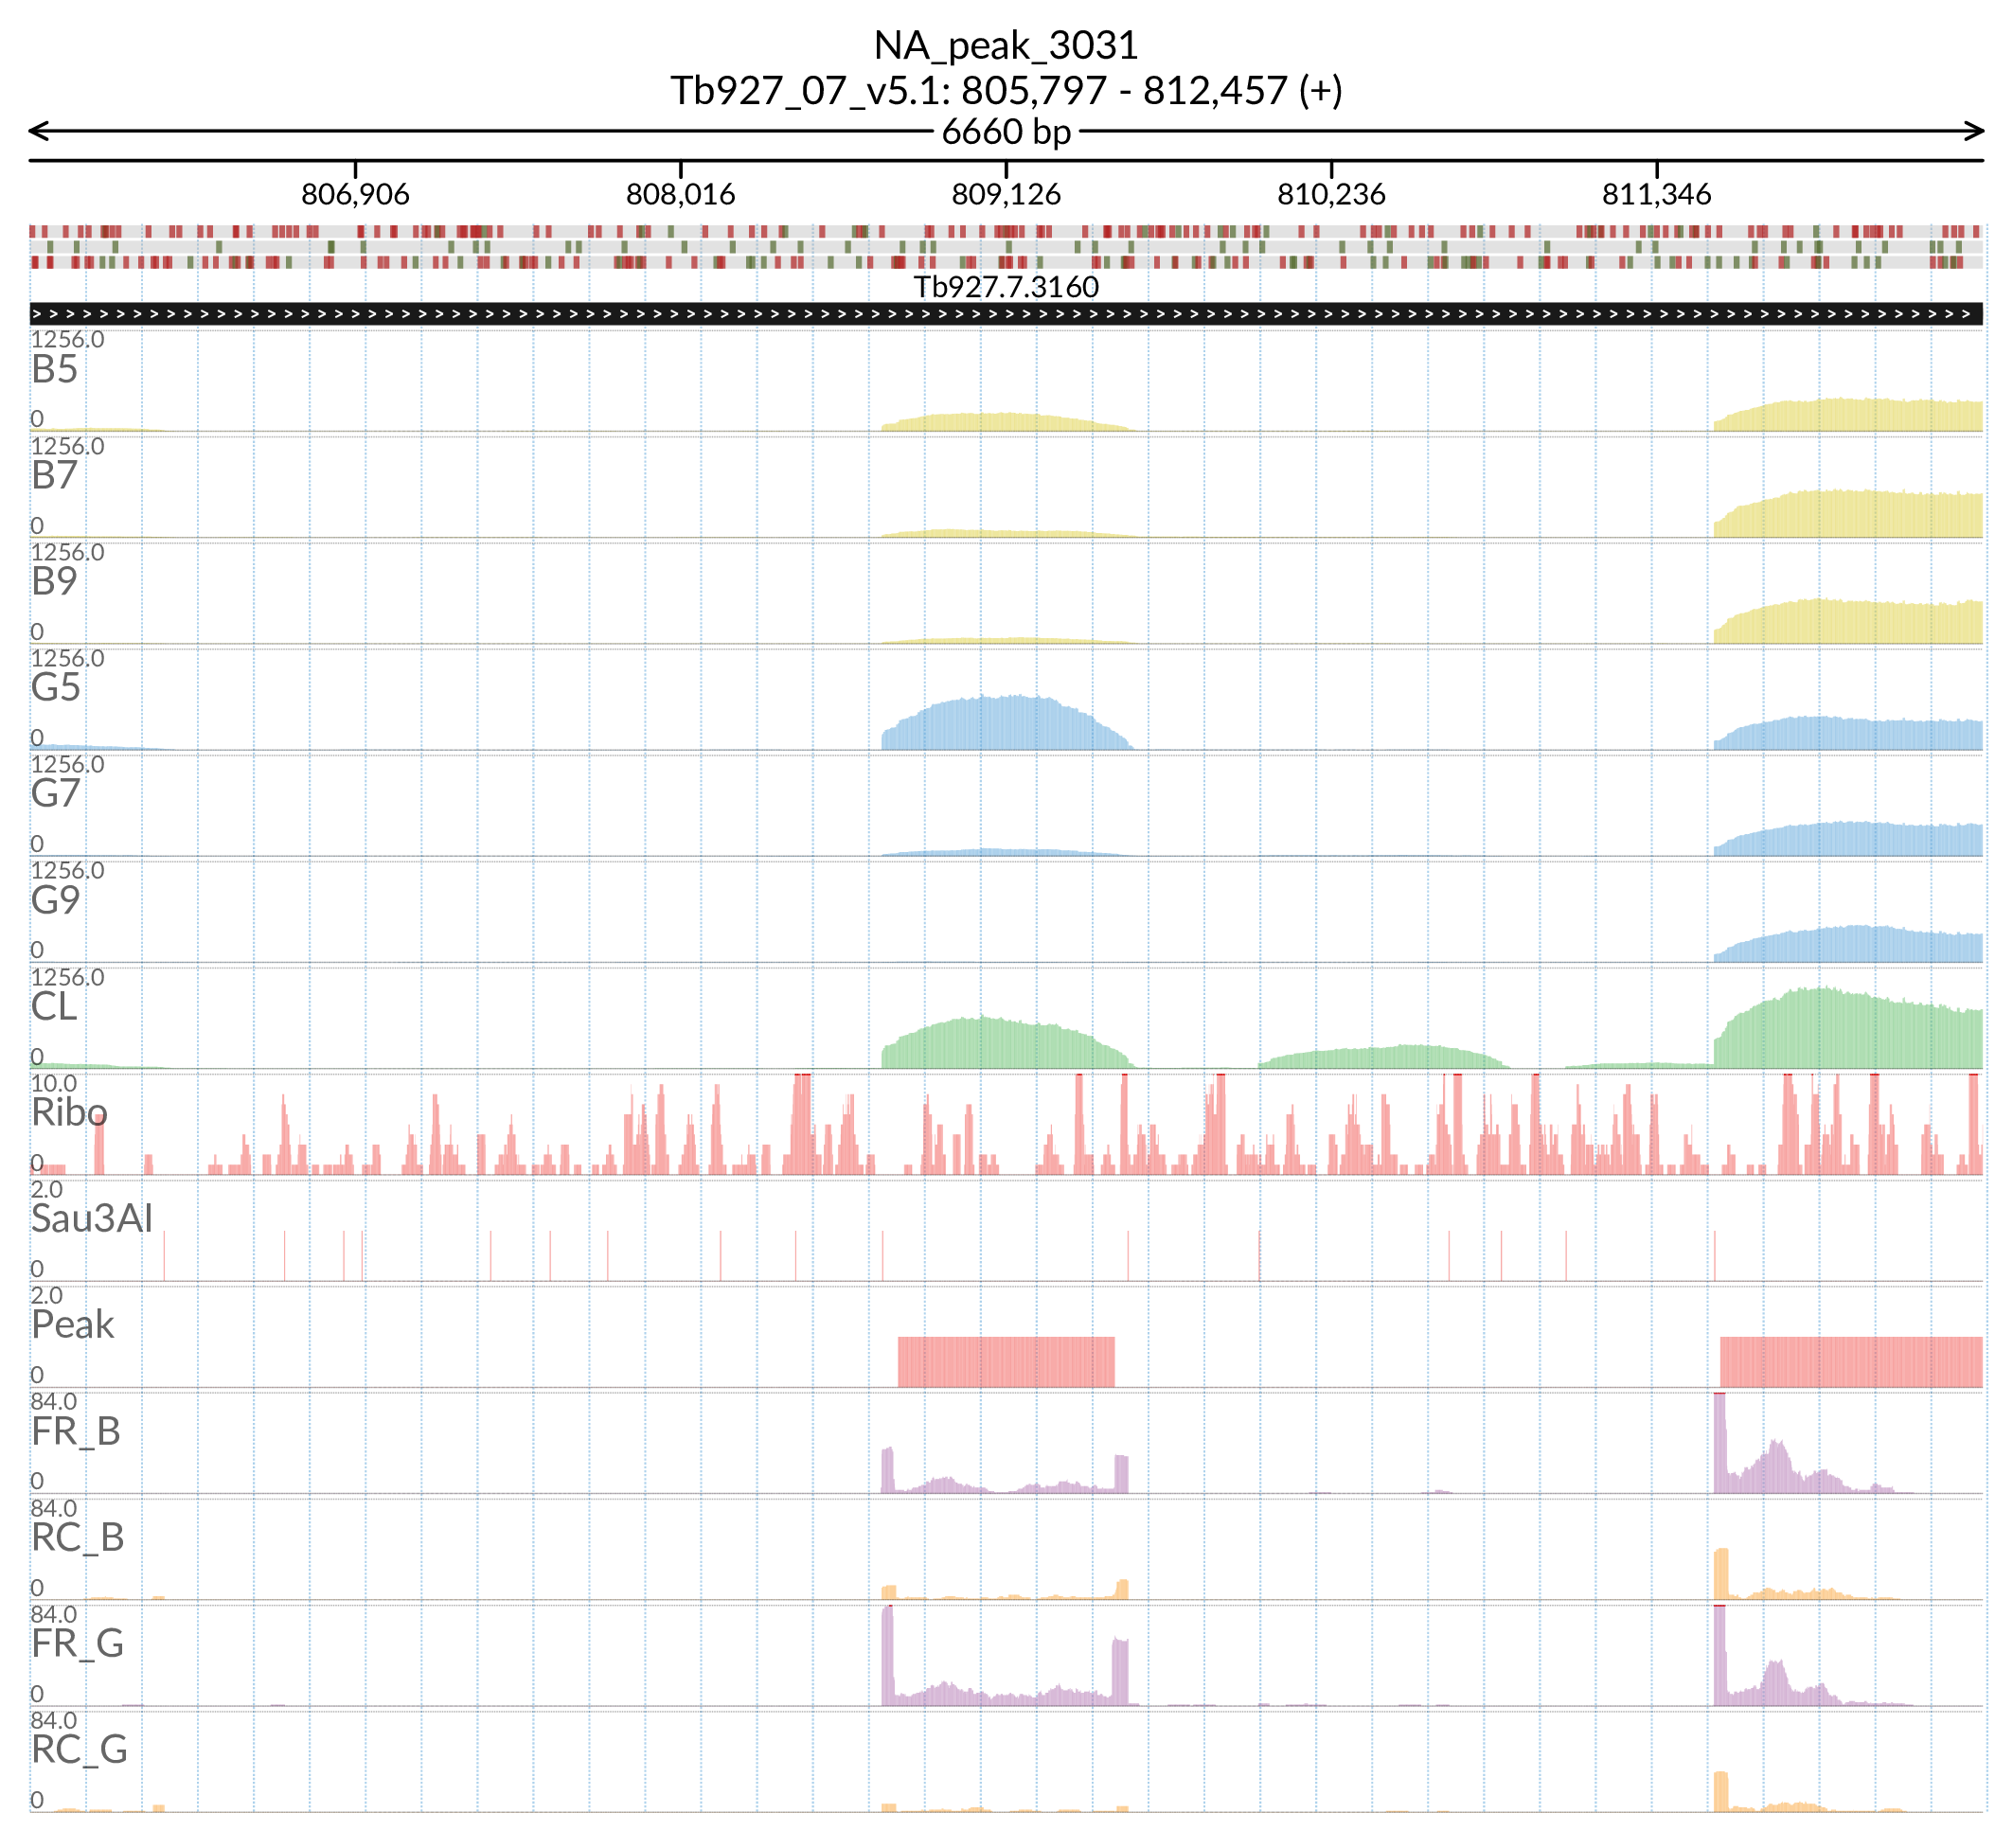 NA_peak_3031
Tb927_07_v5.1: 805,797 - 812,457 (+)
6660 bp
806,906 808,016 809,126 810,236 811,346
Tb927.7.3160
1256.0
B5
0
1256.0
B7
0
1256.0
B9
0
1256.0
G5
0
1256.0
G7
0
1256.0
G9
0
1256.0
CL
0
10.0
Ribo
0
2.0
Sau3AI
0
2.0
Peak
0
84.0
FR_B
0
84.0
RC_B
0
84.0
FR_G
0
84.0
RC_G
0